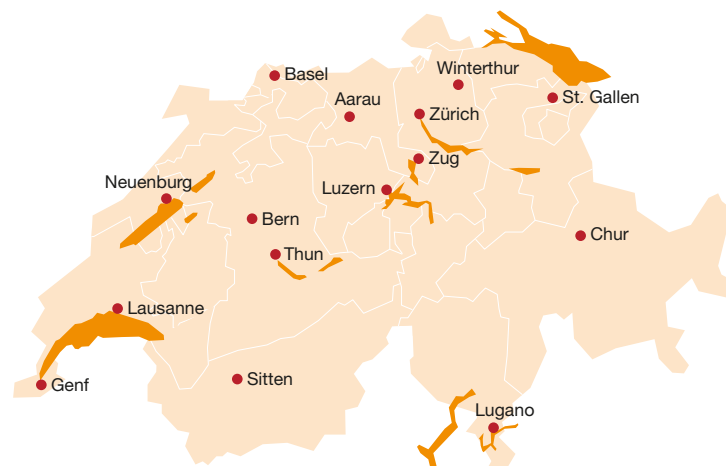 Basel
Winterthur
Aarau
St. Gallen
Zürich
Zug
Neuenburg
Luzern
Bern
Chur
Thun
Lausanne
Sitten
Genf
Lugano